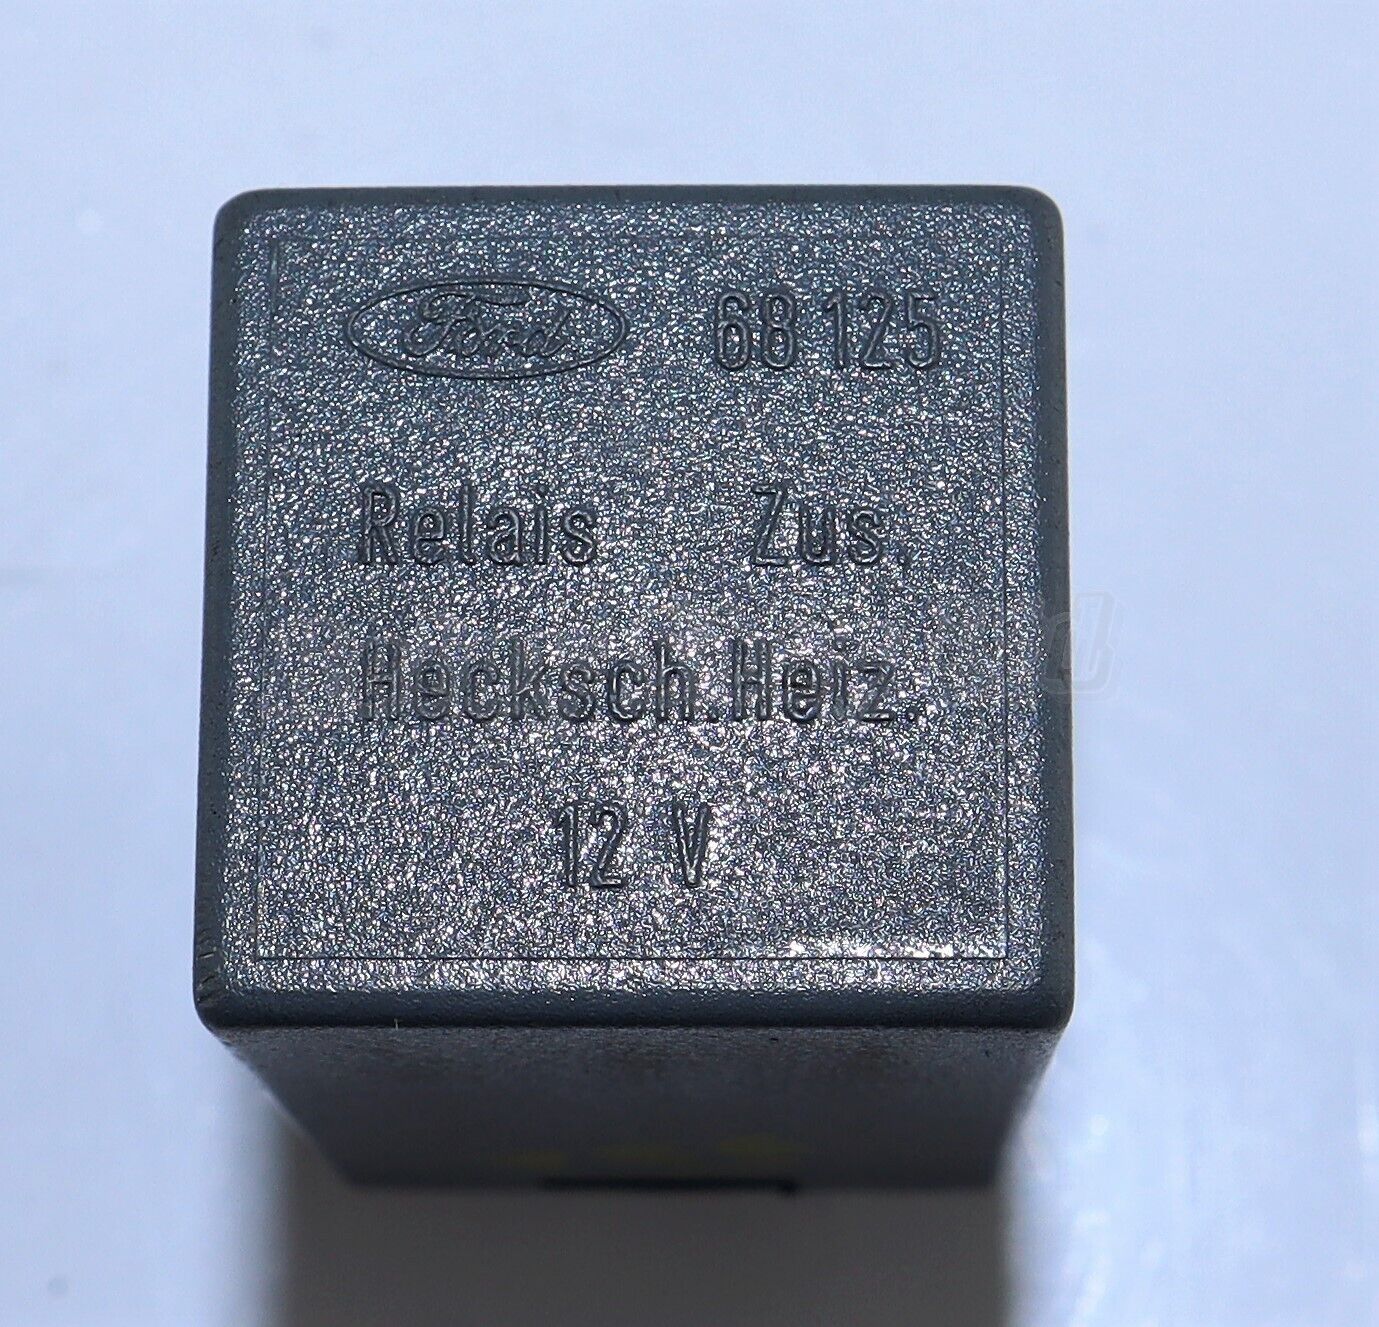 Ford 68 125
Relais Zus.
Hecksch.Heiz.
12 V